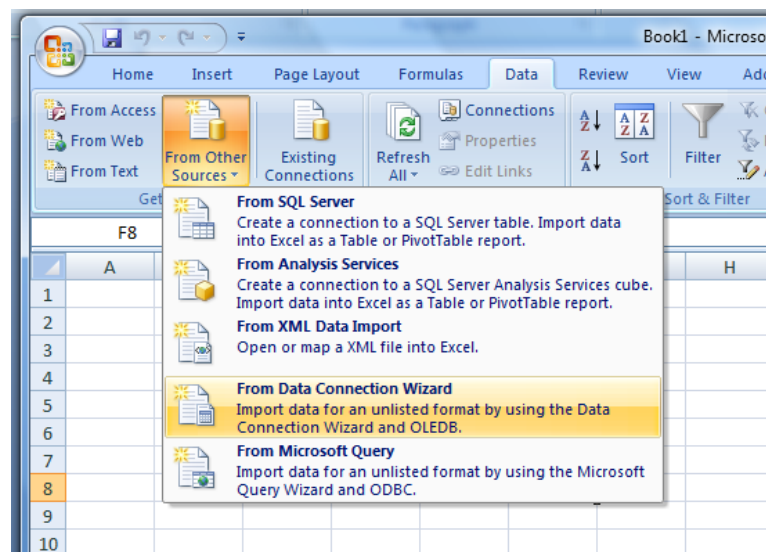 Book1 - Microso
Home Insert Page Layout Formulas Data Review View Add
From Access
From Web
From Text
From Other
Sources
Existing
Connections
Refresh
All
Connections
Properties
Edit Links
A Z
Z A
A Z
Z A
Sort
Filter
Get
Sort & Filter
F8
From SQL Server
Create a connection to a SQL Server table. Import data
into Excel as a Table or PivotTable report.
From Analysis Services
Create a connection to a SQL Server Analysis Services cube.
Import data into Excel as a Table or PivotTable report.
From XML Data Import
Open or map a XML file into Excel.
From Data Connection Wizard
Import data for an unlisted format by using the Data
Connection Wizard and OLEDB.
From Microsoft Query
Import data for an unlisted format by using the Microsoft
Query Wizard and ODBC.
A H
1
2
3
4
5
6
7
8
9
10